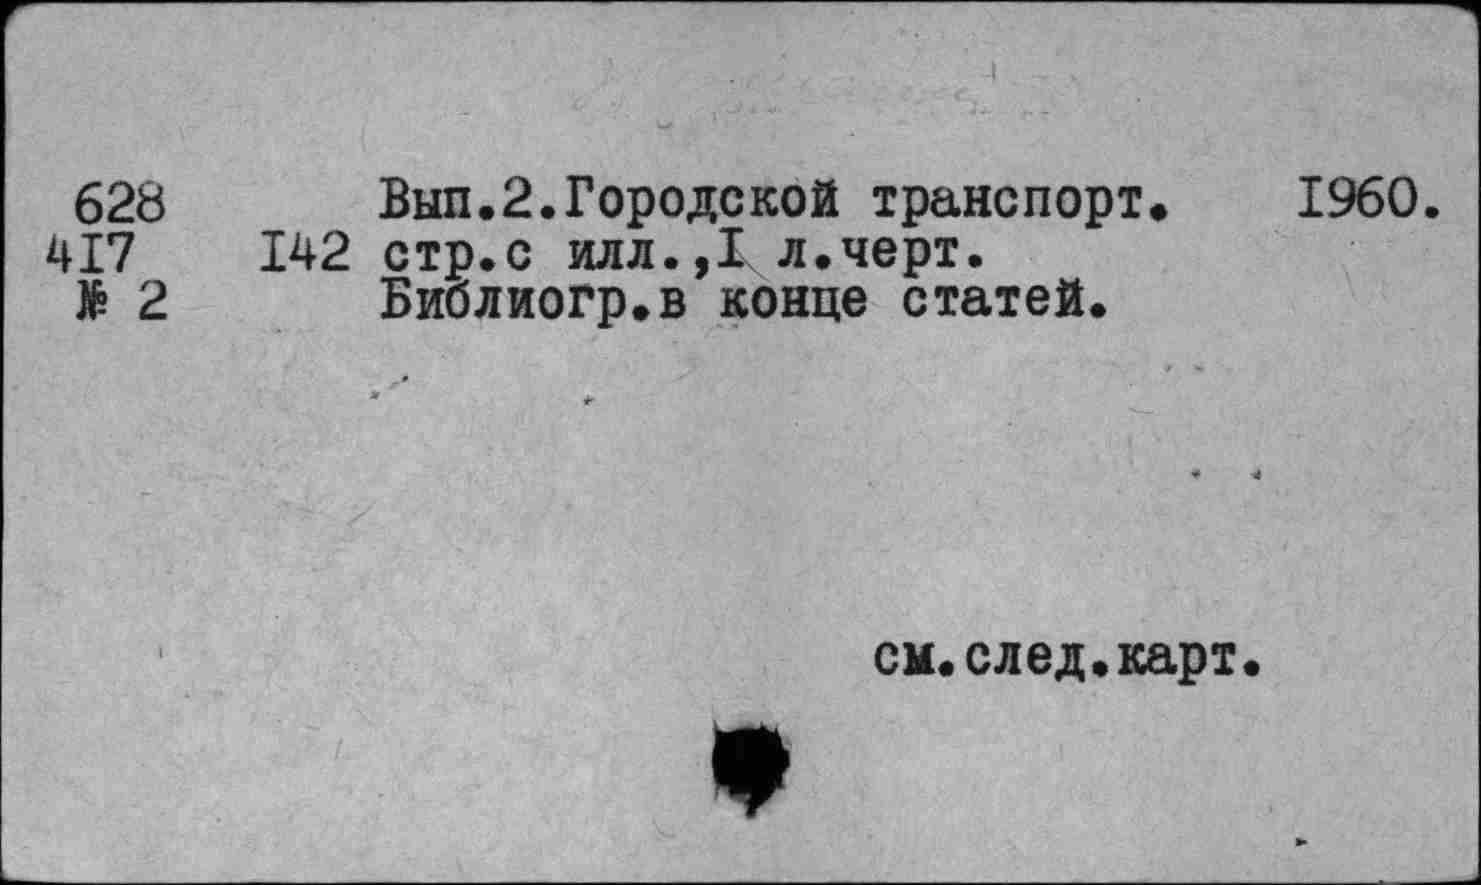 628 Вып.2.Городской транспорт. 1960.
417 142 стр.с илл.,1 л.черт.
№ 2 Библиогр.в конце статей.
см.след.карт.